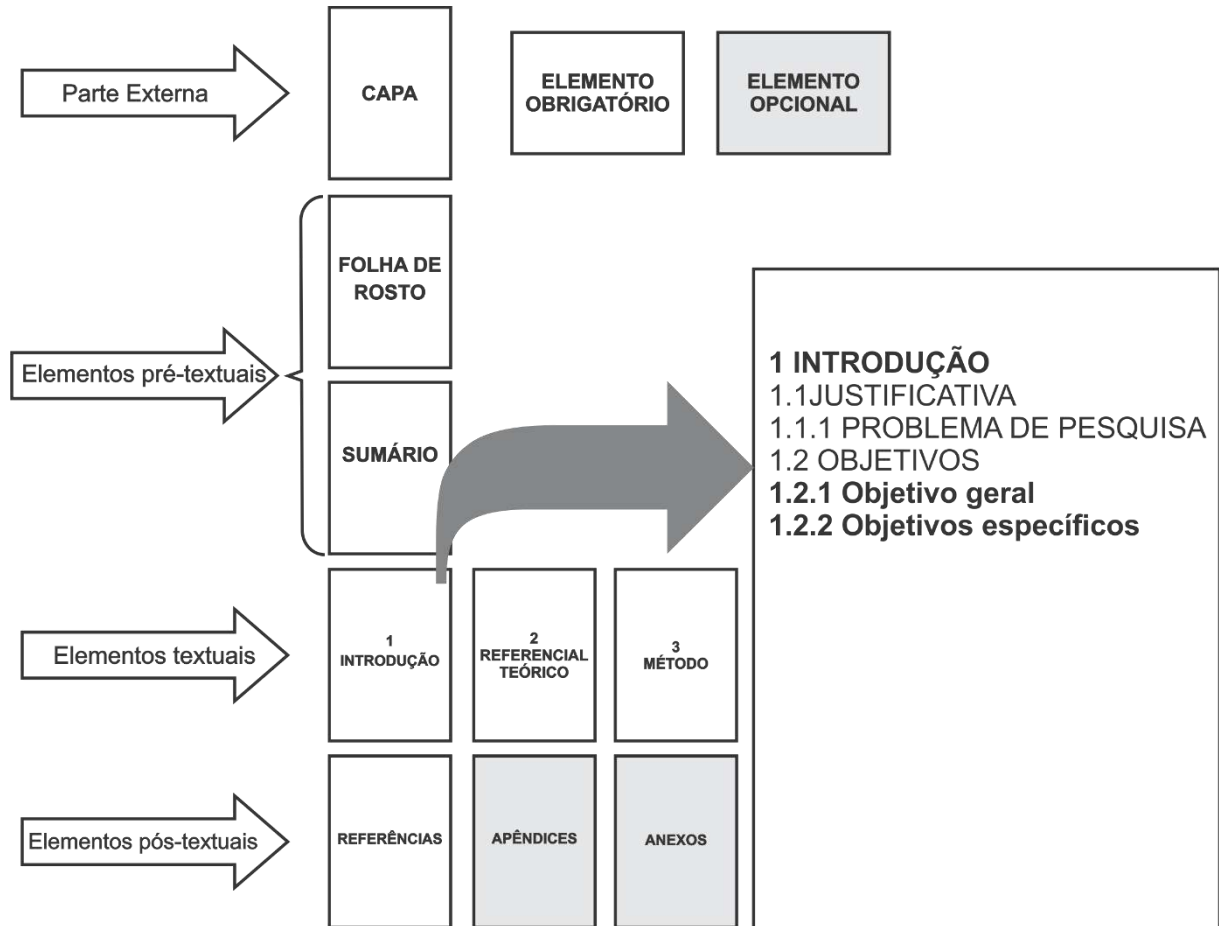 Parte Externa
CAPA
ELEMENTO
OBRIGATÓRIO
ELEMENTO
OPCIONAL
Elementos pré-textuais
FOLHA DE
ROSTO
SUMÁRIO
1 INTRODUÇÃO
1.1JUSTIFICATIVA
1.1.1 PROBLEMA DE PESQUISA
1.2 OBJETIVOS
1.2.1 Objetivo geral
1.2.2 Objetivos específicos
Elementos textuais
1
INTRODUÇÃO
2
REFERENCIAL
TEÓRICO
3
MÉTODO
Elementos pós-textuais
REFERÊNCIAS
APÊNDICES
ANEXOS